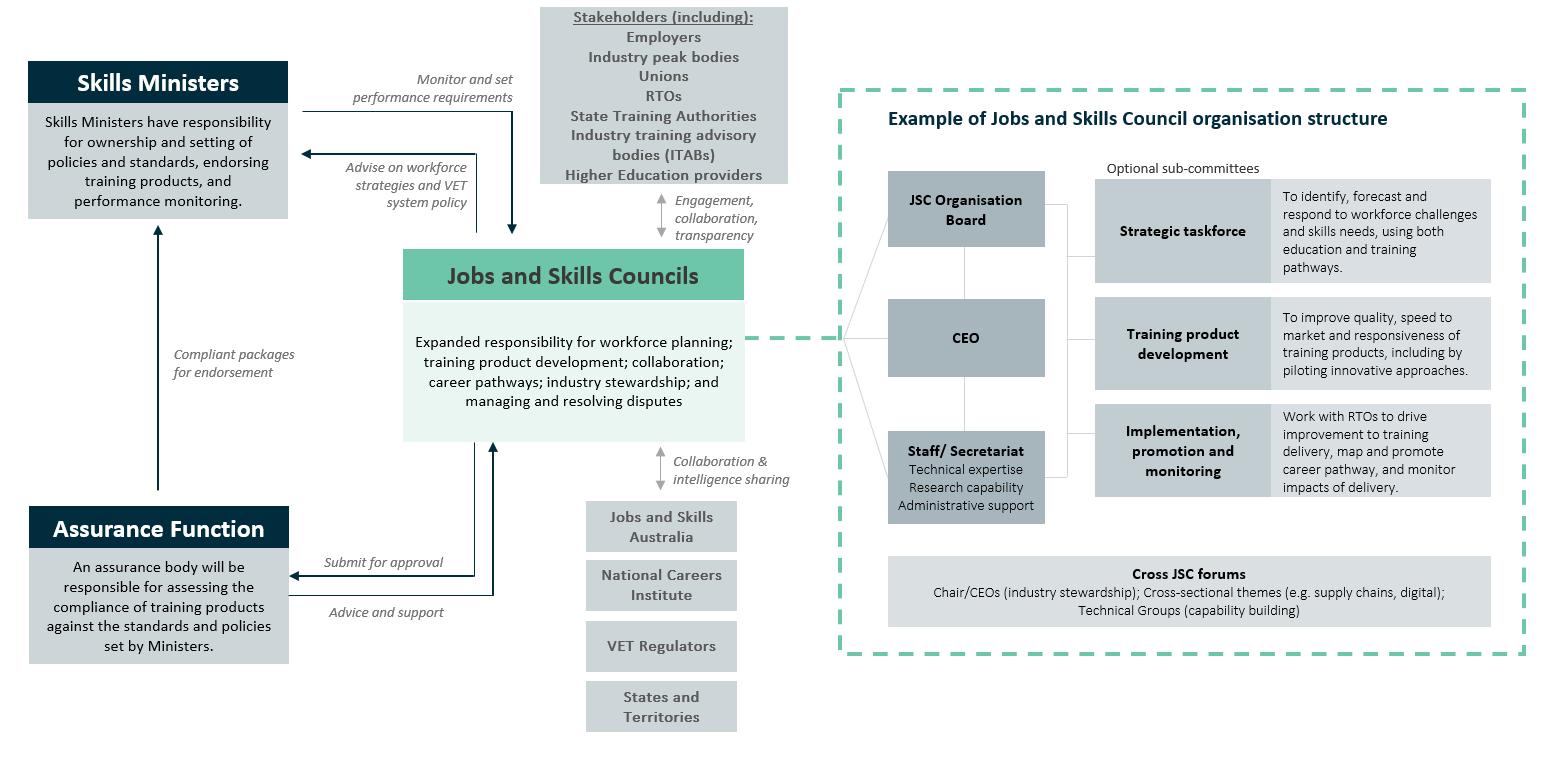 Skills Ministers
Skills Ministers have responsibility
for ownership and setting of
policies and standards, endorsing
training products, and
performance monitoring.
Monitor and set
performance requirements
Advise on workforce
strategies and VET
system policy
Stakeholders (including):
Employers
Industry peak bodies
Unions
RTOs
State Training Authorities
Industry training advisory
bodies (ITABs)
Higher Education providers
Engagement,
collaboration,
transparency
Jobs and Skills Councils
Expanded responsibility for workforce planning;
training product development; collaboration;
career pathways; industry stewardship; and
managing and resolving disputes
Compliant packages
for endorsement
Assurance Function
An assurance body will be
responsible for assessing the
compliance of training products
against the standards and policies
set by Ministers.
Submit for approval
Advice and support
Collaboration &
intelligence sharing
Jobs and Skills
Australia
National Careers
Institute
VET Regulators
States and
Territories
Example of Jobs and Skills Council organisation structure
JSC Organisation
Board
CEO
Staff/ Secretariat
Technical expertise
Research capability
Administrative support
Optional sub-committees
Strategic taskforce
To identify, forecast and
respond to workforce challenges
and skills needs, using both
education and training
pathways.
Training product
development
To improve quality, speed to
market and responsiveness of
training products, including by
piloting innovative approaches.
Implementation,
promotion and
monitoring
Work with RTOs to drive
improvement to training
delivery, map and promote
career pathway, and monitor
impacts of delivery.
Cross JSC forums
Chair/CEOs (industry stewardship); Cross-sectional themes (e.g. supply chains, digital);
Technical Groups (capability building)